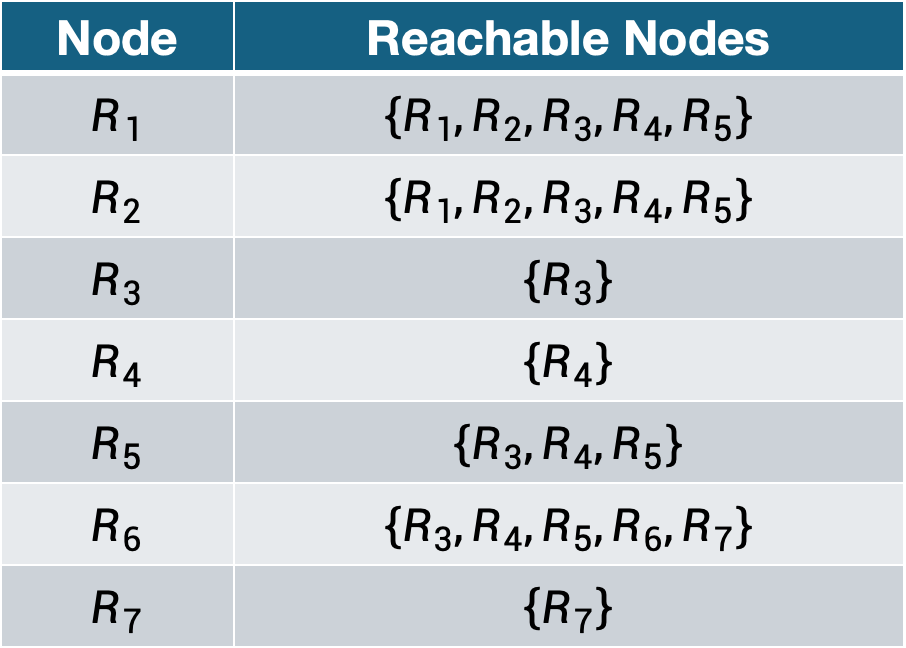 Node Reachable Nodes
R1 {R1, R2, R3, R4, R5}
R2 {R1, R2, R3, R4, R5}
R3 {R3}
R4 {R4}
R5 {R3, R4, R5}
R6 {R3, R4, R5, R6, R7}
R7 {R7}